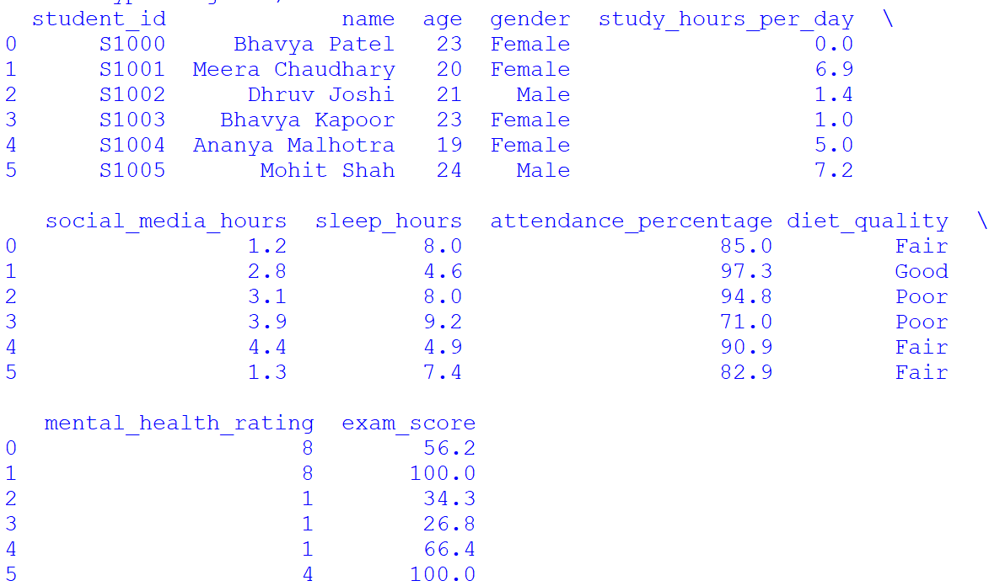 student_id name age gender study_hours_per_day \
0 S1000 Bhavya Patel 23 Female 0.0
1 S1001 Meera Chaudhary 20 Female 6.9
2 S1002 Dhruv Joshi 21 Male 1.4
3 S1003 Bhavya Kapoor 23 Female 1.0
4 S1004 Ananya Malhotra 19 Female 5.0
5 S1005 Mohit Shah 24 Male 7.2
social_media_hours sleep_hours attendance_percentage diet_quality \
0 1.2 8.0 85.0 Fair
1 2.8 4.6 97.3 Good
2 3.1 8.0 94.8 Poor
3 3.9 9.2 71.0 Poor
4 4.4 4.9 90.9 Fair
5 1.3 7.4 82.9 Fair
mental_health_rating exam_score
0 8 56.2
1 8 100.0
2 1 34.3
3 1 26.8
4 1 66.4
5 4 100.0